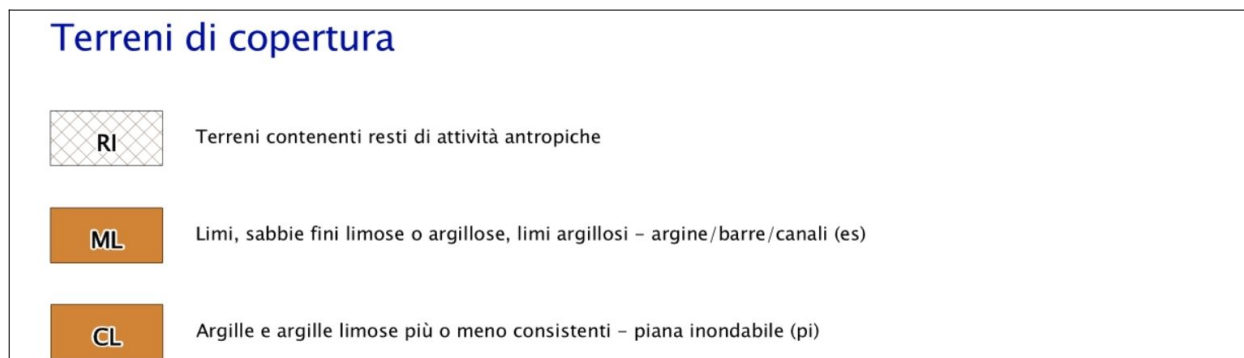 Terreni di copertura
RI Terreni contenenti resti di attività antropiche
ML Limi, sabbie fini limose o argillose, limi argillosi – argine/barre/canali (es)
CL Argille e argille limose più o meno consistenti – piana inondabile (pi)